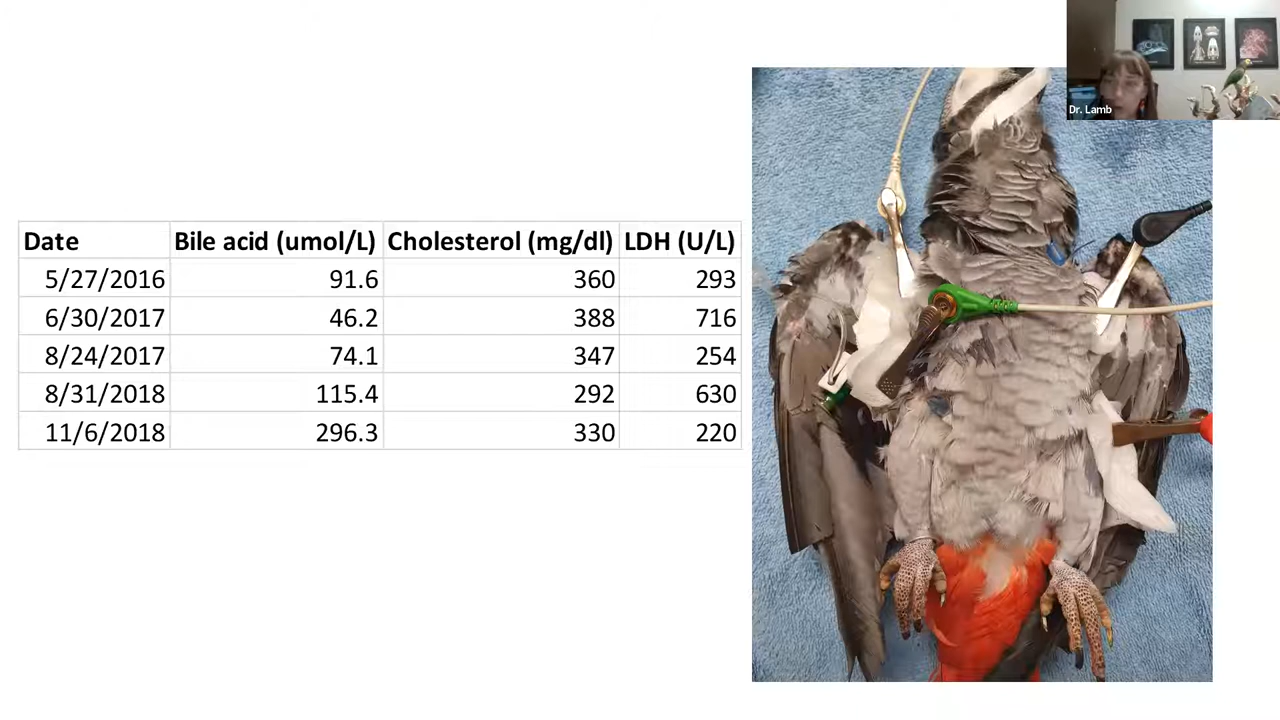 Dr. Lamb
Date Bile acid (umol/L) Cholesterol (mg/dl) LDH (U/L)
5/27/2016 91.6 360 293
6/30/2017 46.2 388 716
8/24/2017 74.1 347 254
8/31/2018 115.4 292 630
11/6/2018 296.3 330 220